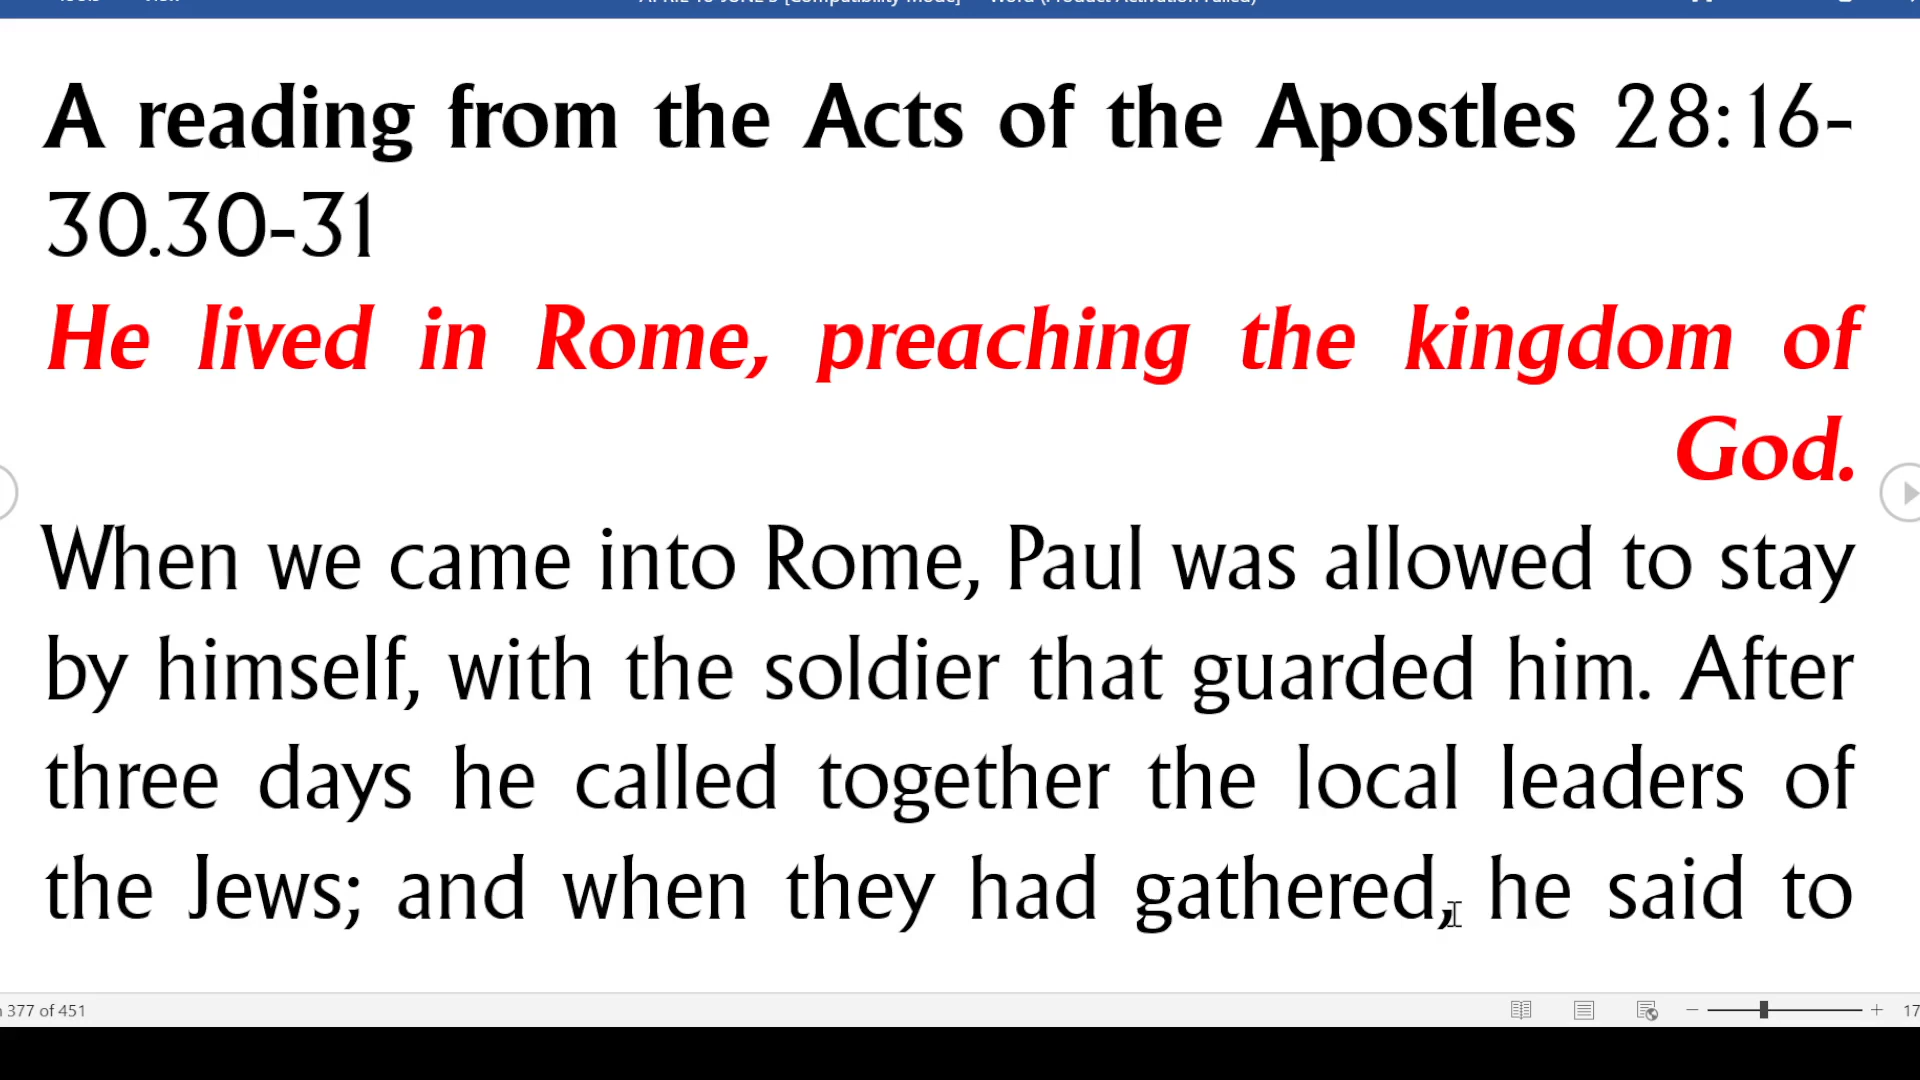 A reading from the Acts of the Apostles 28:16-
30.30-31
He lived in Rome, preaching the kingdom of
God.
When we came into Rome, Paul was allowed to stay
by himself, with the soldier that guarded him. After
three days he called together the local leaders of
the Jews; and when they had gathered, he said to
377 of 451